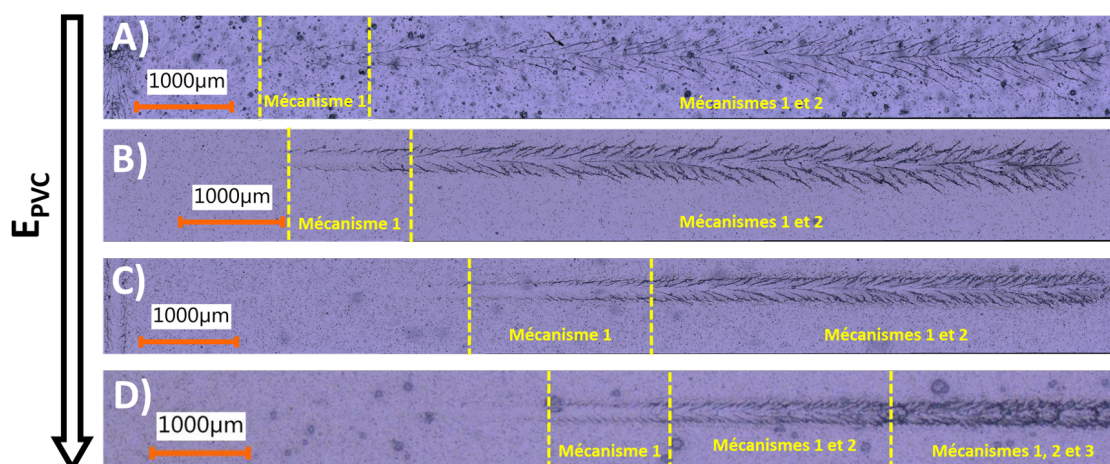 E_PVC
A)
1000µm
Mécanisme 1
Mécanismes 1 et 2
B)
1000µm
Mécanisme 1
Mécanismes 1 et 2
C)
1000µm
Mécanisme 1
Mécanismes 1 et 2
D)
1000µm
Mécanisme 1
Mécanismes 1 et 2
Mécanismes 1, 2 et 3